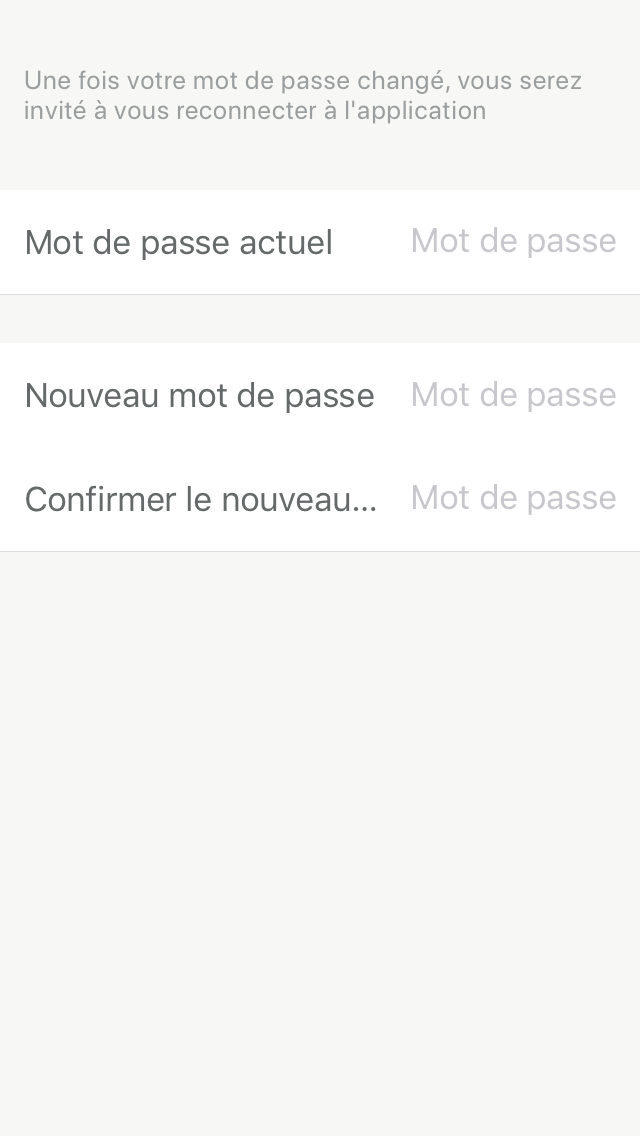 Une fois votre mot de passe changé, vous serez
invité à vous reconnecter à l'application
Mot de passe actuel Mot de passe
Nouveau mot de passe Mot de passe
Confirmer le nouveau... Mot de passe